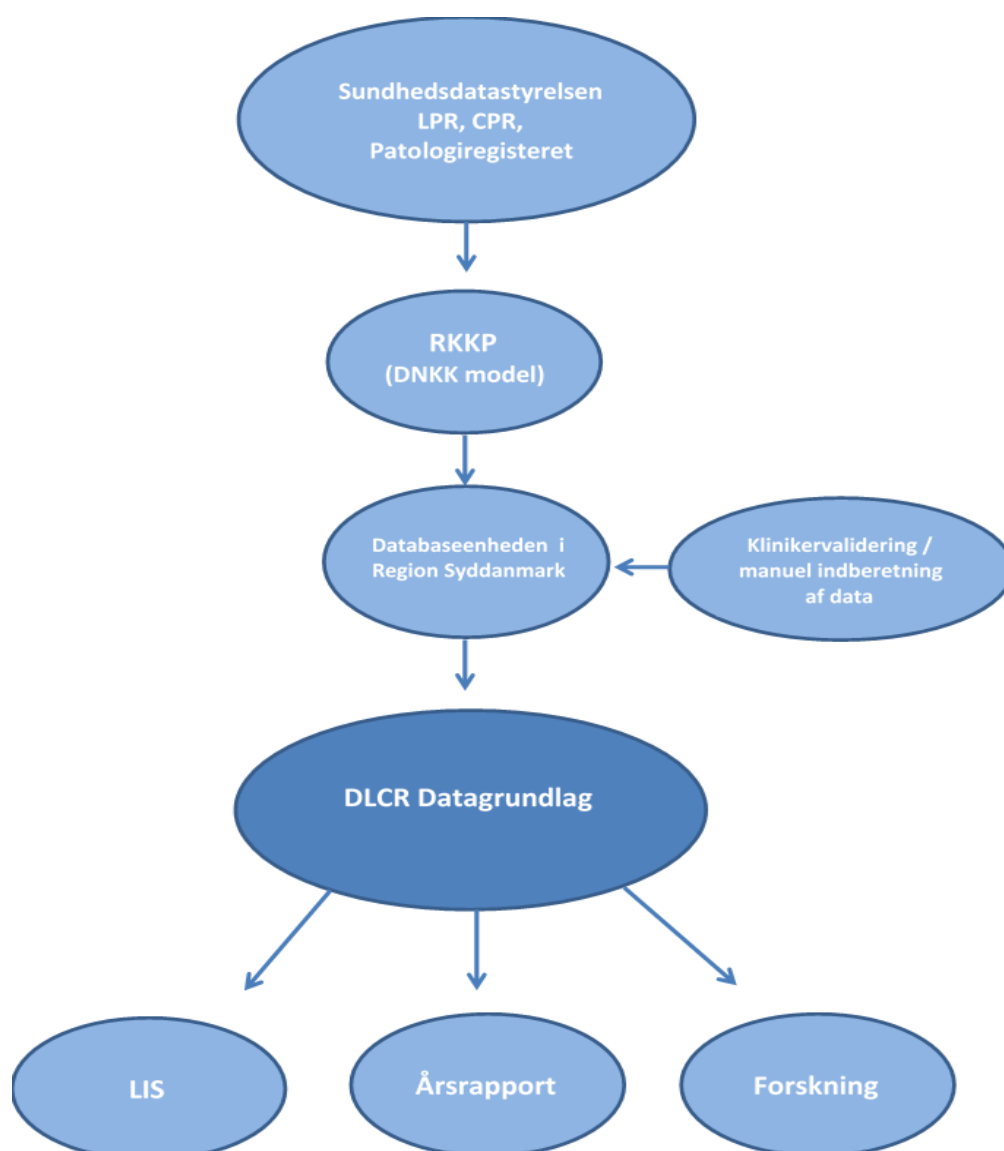 Sundhedsdatastyrelsen
LPR, CPR,
Patologiregisteret
RKKP
(DNKK model)
Databaseenheden i
Region Syddanmark
Klinikervalidering /
manuel indberetning
af data
DLCR Datagrundlag
LIS
Årsrapport
Forskning